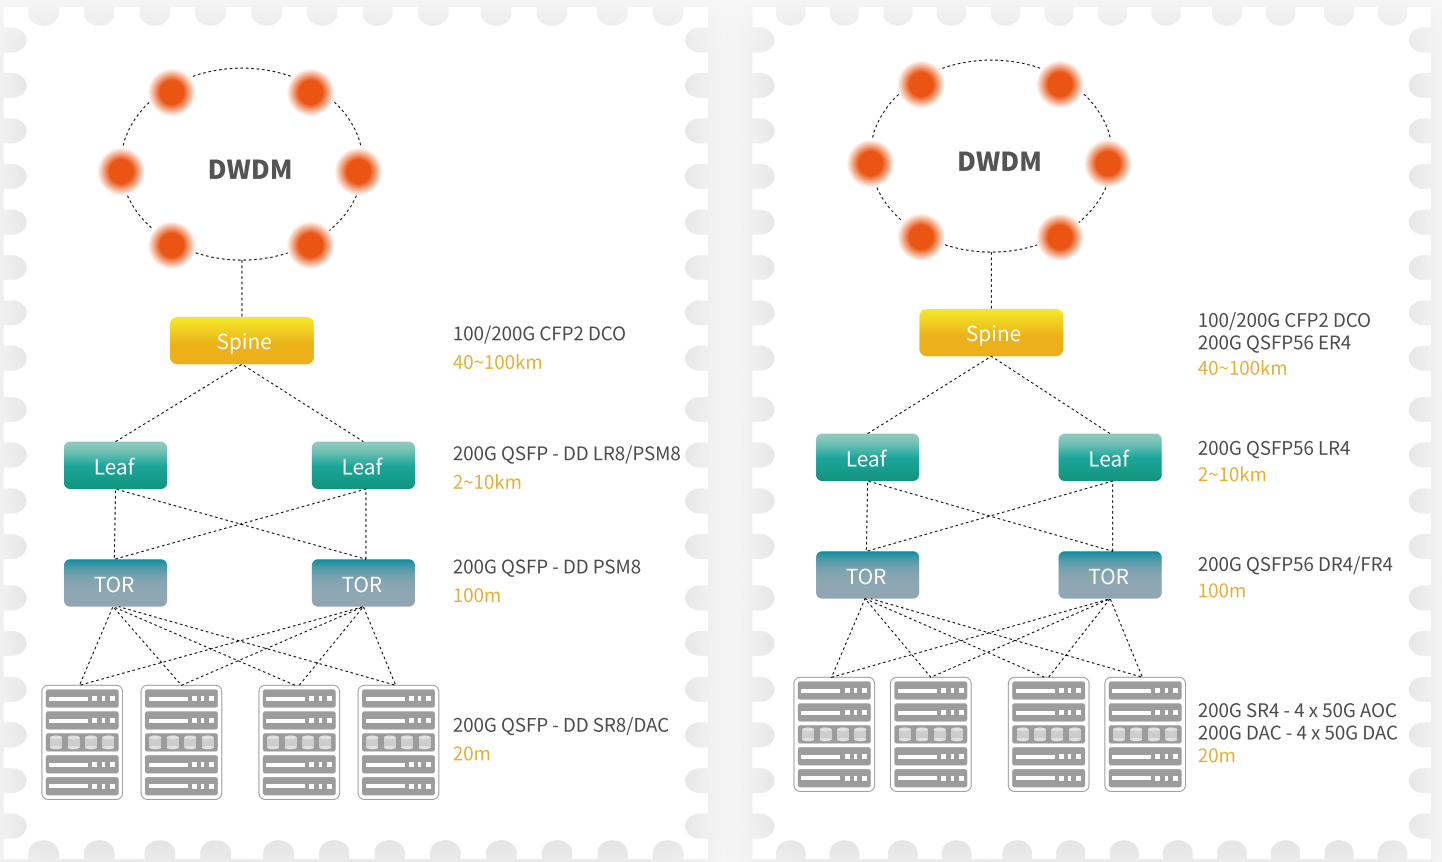 DWDM
Spine
100/200G CFP2 DCO
40~100km
Leaf
Leaf
200G QSFP - DD LR8/PSM8
2~10km
TOR
TOR
200G QSFP - DD PSM8
100m
200G QSFP - DD SR8/DAC
20m
DWDM
Spine
100/200G CFP2 DCO
200G QSFP56 ER4
40~100km
Leaf
Leaf
200G QSFP56 LR4
2~10km
TOR
TOR
200G QSFP56 DR4/FR4
100m
200G SR4 - 4 x 50G AOC
200G DAC - 4 x 50G DAC
20m